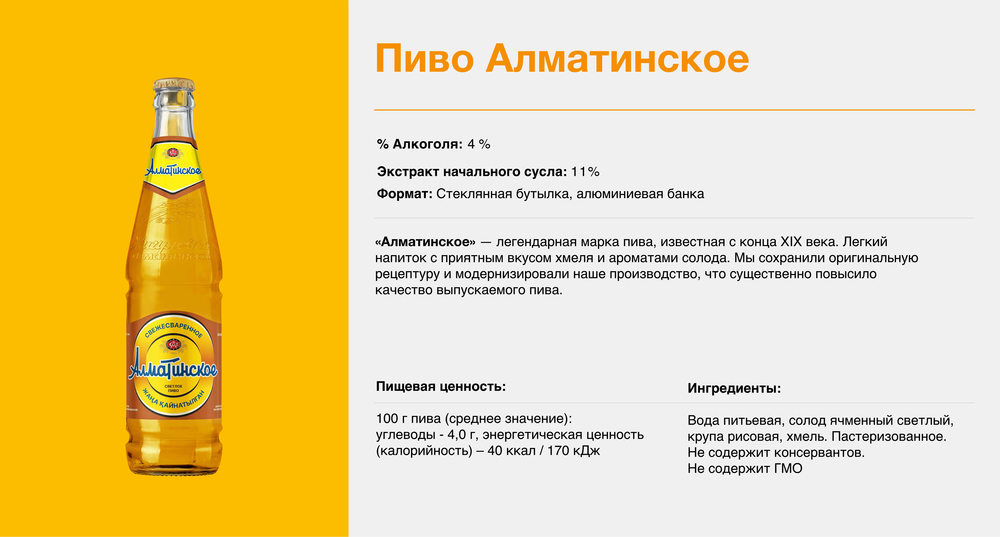 Пиво Алматинское
% Алкоголя: 4 %
Экстракт начального сусла: 11%
Формат: Стеклянная бутылка, алюминиевая банка
«Алматинское» — легендарная марка пива, известная с конца XIX века. Легкий
напиток с приятным вкусом хмеля и ароматами солода. Мы сохранили оригинальную
рецептуру и модернизировали наше производство, что существенно повысило
качество выпускаемого пива.
Пищевая ценность:
100 г пива (среднее значение):
углеводы - 4,0 г, энергетическая ценность
(калорийность) – 40 ккал / 170 кДж
Ингредиенты:
Вода питьевая, солод ячменный светлый,
крупа рисовая, хмель. Пастеризованное.
Не содержит консервантов.
Не содержит ГМО
Алматинское
Жигулевское
алматинское
СВЕЖЕСВАРЕННОЕ
1964
Алматинское
СВЕТЛОЕ
ПИВО
ЖАҢА ҚАЙНАТЫЛҒАН